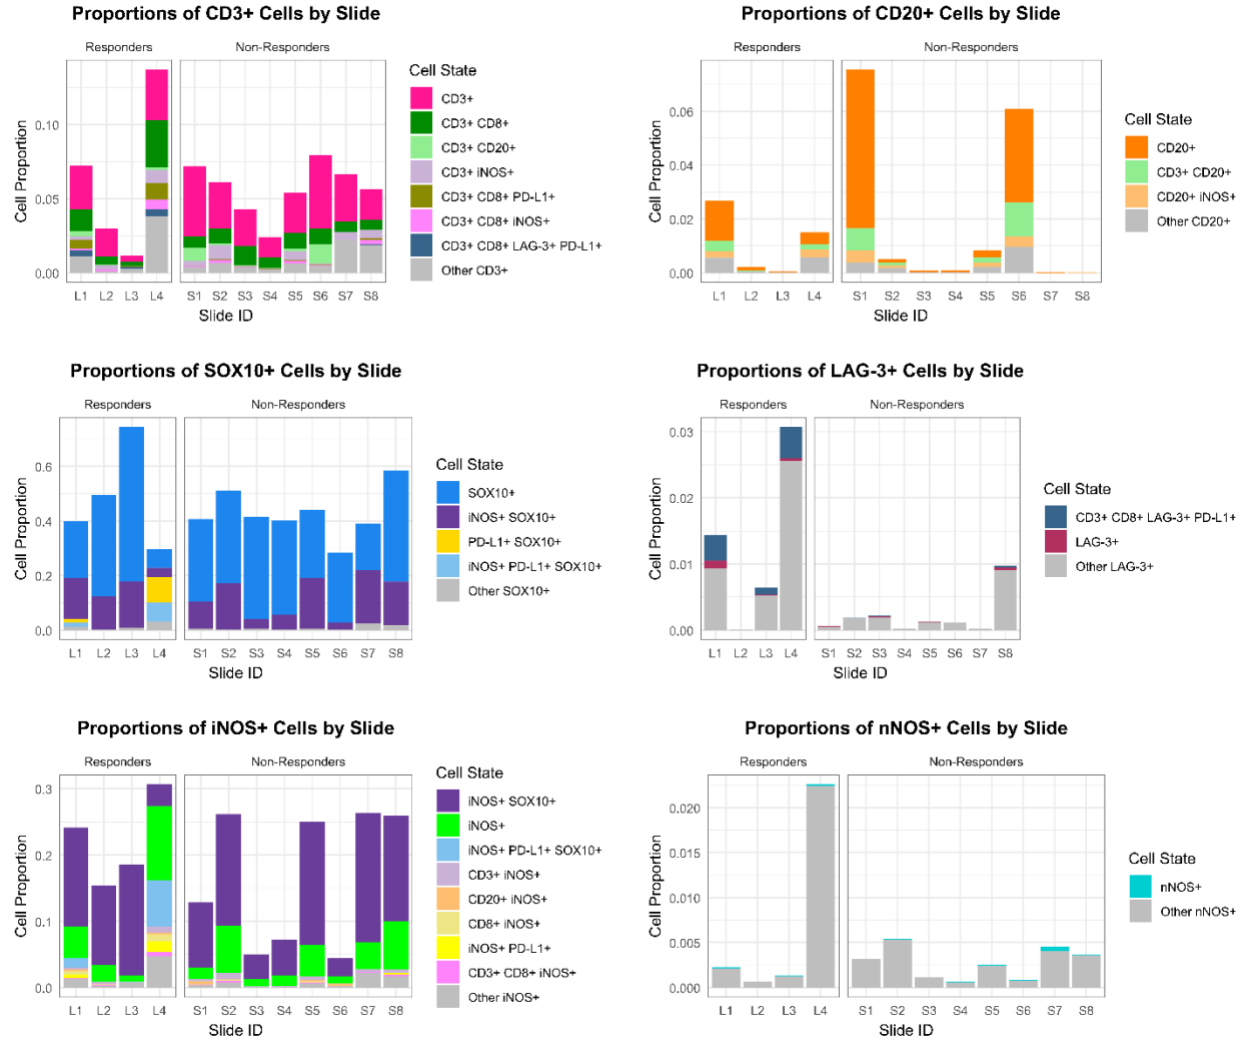 Proportions of CD3+ Cells by Slide
Responders
Non-Responders
Cell Proportion
0.10
0.05
0.00
L1 L2 L3 L4 S1 S2 S3 S4 S5 S6 S7 S8
Slide ID
Cell State
CD3+
CD3+ CD8+
CD3+ CD20+
CD3+ iNOS+
CD3+ CD8+ PD-L1+
CD3+ CD8+ iNOS+
CD3+ CD8+ LAG-3+ PD-L1+
Other CD3+
Proportions of CD20+ Cells by Slide
Responders
Non-Responders
Cell Proportion
0.06
0.04
0.02
0.00
L1 L2 L3 L4 S1 S2 S3 S4 S5 S6 S7 S8
Slide ID
Cell State
CD20+
CD3+ CD20+
CD20+ iNOS+
Other CD20+
Proportions of SOX10+ Cells by Slide
Responders
Non-Responders
Cell Proportion
0.6
0.4
0.2
0.0
L1 L2 L3 L4 S1 S2 S3 S4 S5 S6 S7 S8
Slide ID
Cell State
SOX10+
iNOS+ SOX10+
PD-L1+ SOX10+
iNOS+ PD-L1+ SOX10+
Other SOX10+
Proportions of LAG-3+ Cells by Slide
Responders
Non-Responders
Cell Proportion
0.03
0.02
0.01
0.00
L1 L2 L3 L4 S1 S2 S3 S4 S5 S6 S7 S8
Slide ID
Cell State
CD3+ CD8+ LAG-3+ PD-L1+
LAG-3+
Other LAG-3+
Proportions of iNOS+ Cells by Slide
Responders
Non-Responders
Cell Proportion
0.3
0.2
0.1
0.0
L1 L2 L3 L4 S1 S2 S3 S4 S5 S6 S7 S8
Slide ID
Cell State
iNOS+ SOX10+
iNOS+
iNOS+ PD-L1+ SOX10+
CD3+ iNOS+
CD20+ iNOS+
CD8+ iNOS+
iNOS+ PD-L1+
CD3+ CD8+ iNOS+
Other iNOS+
Proportions of nNOS+ Cells by Slide
Responders
Non-Responders
Cell Proportion
0.020
0.015
0.010
0.005
0.000
L1 L2 L3 L4 S1 S2 S3 S4 S5 S6 S7 S8
Slide ID
Cell State
nNOS+
Other nNOS+